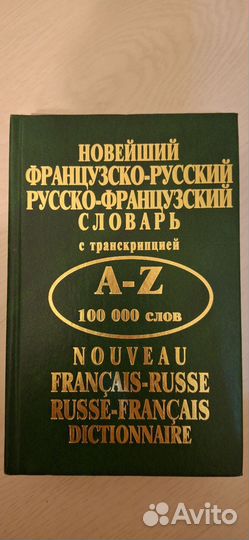 НОВЕЙШИЙ
ФРАНЦУЗСКО-РУССКИЙ
РУССКО-ФРАНЦУЗСКИЙ
СЛОВАРЬ
с транскрипцией
A-Z
100 000 слов
NOUVEAU
FRANÇAIS-RUSSE
RUSSE-FRANÇAIS
DICTIONNAIRE
Avito